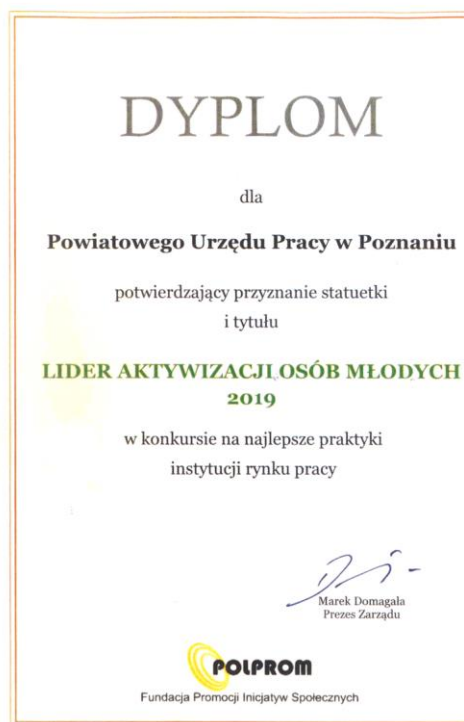 DYPLOM
dla
Powiatowego Urzędu Pracy w Poznaniu
potwierdzający przyznanie statuetki
i tytułu
LIDER AKTYWIZACJI OSÓB MŁODYCH
2019
w konkursie na najlepsze praktyki
instytucji rynku pracy
Marek Domagała
Prezes Zarządu
POLPROM
Fundacja Promocji Inicjatyw Społecznych